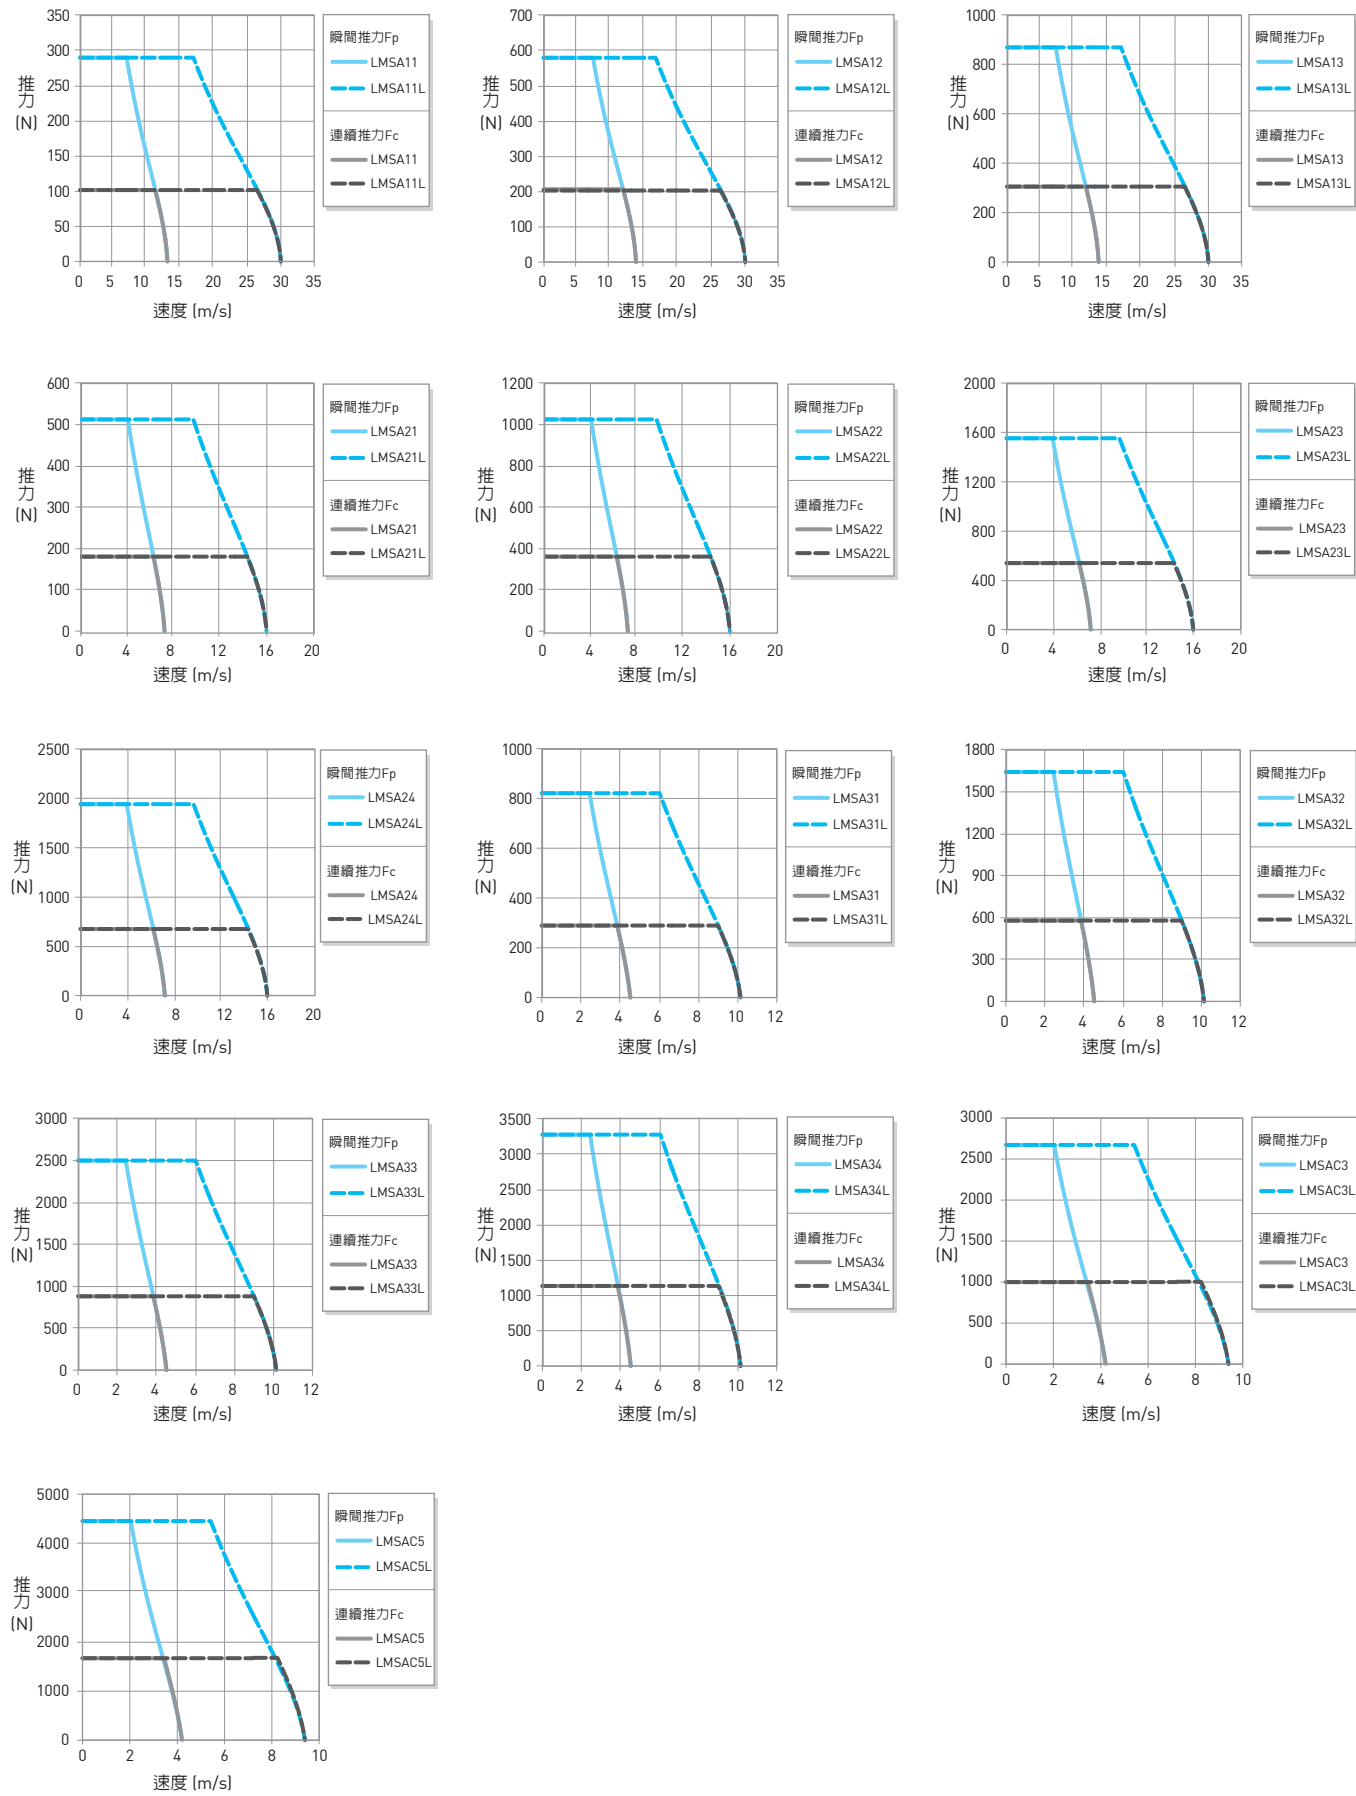 350
300
250
200
150
100
50
0
推力
(N)
0 5 10 15 20 25 30 35
速度 (m/s)
瞬間推力Fp
LMSA11
LMSA11L
連續推力Fc
LMSA11
LMSA11L
700
600
500
400
300
200
100
0
推力
(N)
0 5 10 15 20 25 30 35
速度 (m/s)
瞬間推力Fp
LMSA12
LMSA12L
連續推力Fc
LMSA12
LMSA12L
1000
800
600
400
200
0
推力
(N)
0 5 10 15 20 25 30 35
速度 (m/s)
瞬間推力Fp
LMSA13
LMSA13L
連續推力Fc
LMSA13
LMSA13L
600
500
400
300
200
100
0
推力
(N)
0 4 8 12 16 20
速度 (m/s)
瞬間推力Fp
LMSA21
LMSA21L
連續推力Fc
LMSA21
LMSA21L
1200
1000
800
600
400
200
0
推力
(N)
0 4 8 12 16 20
速度 (m/s)
瞬間推力Fp
LMSA22
LMSA22L
連續推力Fc
LMSA22
LMSA22L
2000
1600
1200
800
400
0
推力
(N)
0 4 8 12 16 20
速度 (m/s)
瞬間推力Fp
LMSA23
LMSA23L
連續推力Fc
LMSA23
LMSA23L
2500
2000
1500
1000
500
0
推力
(N)
0 4 8 12 16 20
速度 (m/s)
瞬間推力Fp
LMSA24
LMSA24L
連續推力Fc
LMSA24
LMSA24L
1000
800
600
400
200
0
推力
(N)
0 2 4 6 8 10 12
速度 (m/s)
瞬間推力Fp
LMSA31
LMSA31L
連續推力Fc
LMSA31
LMSA31L
1800
1500
1200
900
600
300
0
推力
(N)
0 2 4 6 8 10 12
速度 (m/s)
瞬間推力Fp
LMSA32
LMSA32L
連續推力Fc
LMSA32
LMSA32L
3000
2500
2000
1500
1000
500
0
推力
(N)
0 2 4 6 8 10 12
速度 (m/s)
瞬間推力Fp
LMSA33
LMSA33L
連續推力Fc
LMSA33
LMSA33L
3500
3000
2500
2000
1500
1000
500
0
推力
(N)
0 2 4 6 8 10 12
速度 (m/s)
瞬間推力Fp
LMSA34
LMSA34L
連續推力Fc
LMSA34
LMSA34L
3000
2500
2000
1500
1000
500
0
推力
(N)
0 2 4 6 8 10
速度 (m/s)
瞬間推力Fp
LMSAC3
LMSAC3L
連續推力Fc
LMSAC3
LMSAC3L
5000
4000
3000
2000
1000
0
推力
(N)
0 2 4 6 8 10
速度 (m/s)
瞬間推力Fp
LMSAC5
LMSAC5L
連續推力Fc
LMSAC5
LMSAC5L